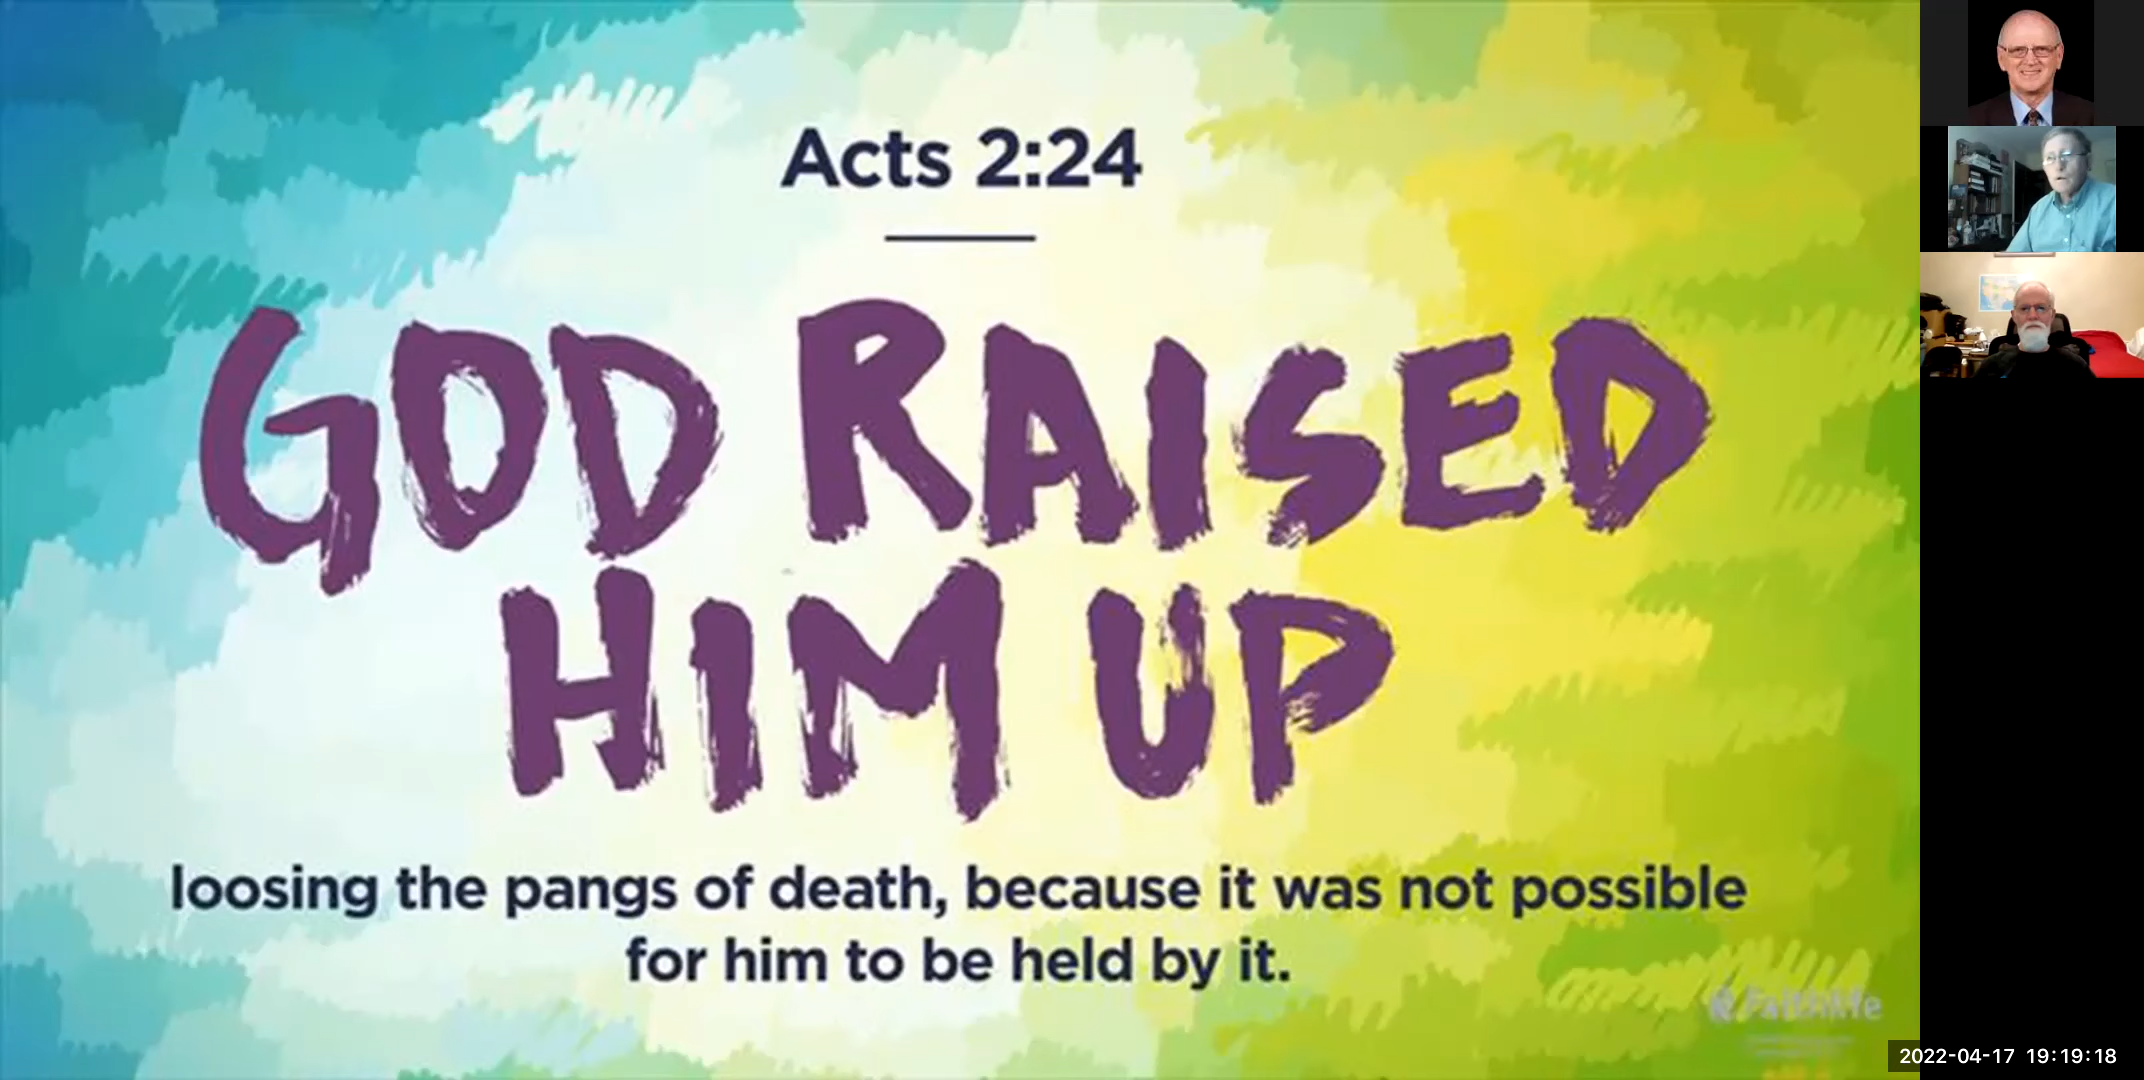 Acts 2:24
GOD RAISED
HIM UP
loosing the pangs of death, because it was not possible
for him to be held by it.
Faithlife
2022-04-17 19:19:18